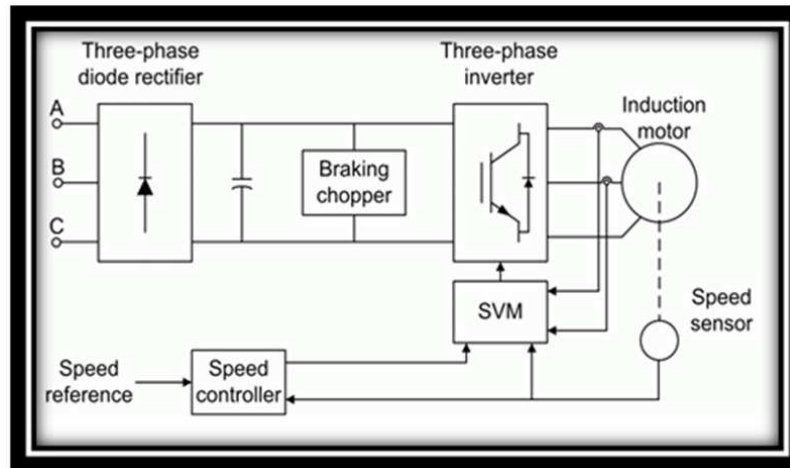 Three-phase
diode rectifier
Three-phase
inverter
Induction
motor
A
B
C
Braking
chopper
SVM
Speed
sensor
Speed
reference
Speed
controller